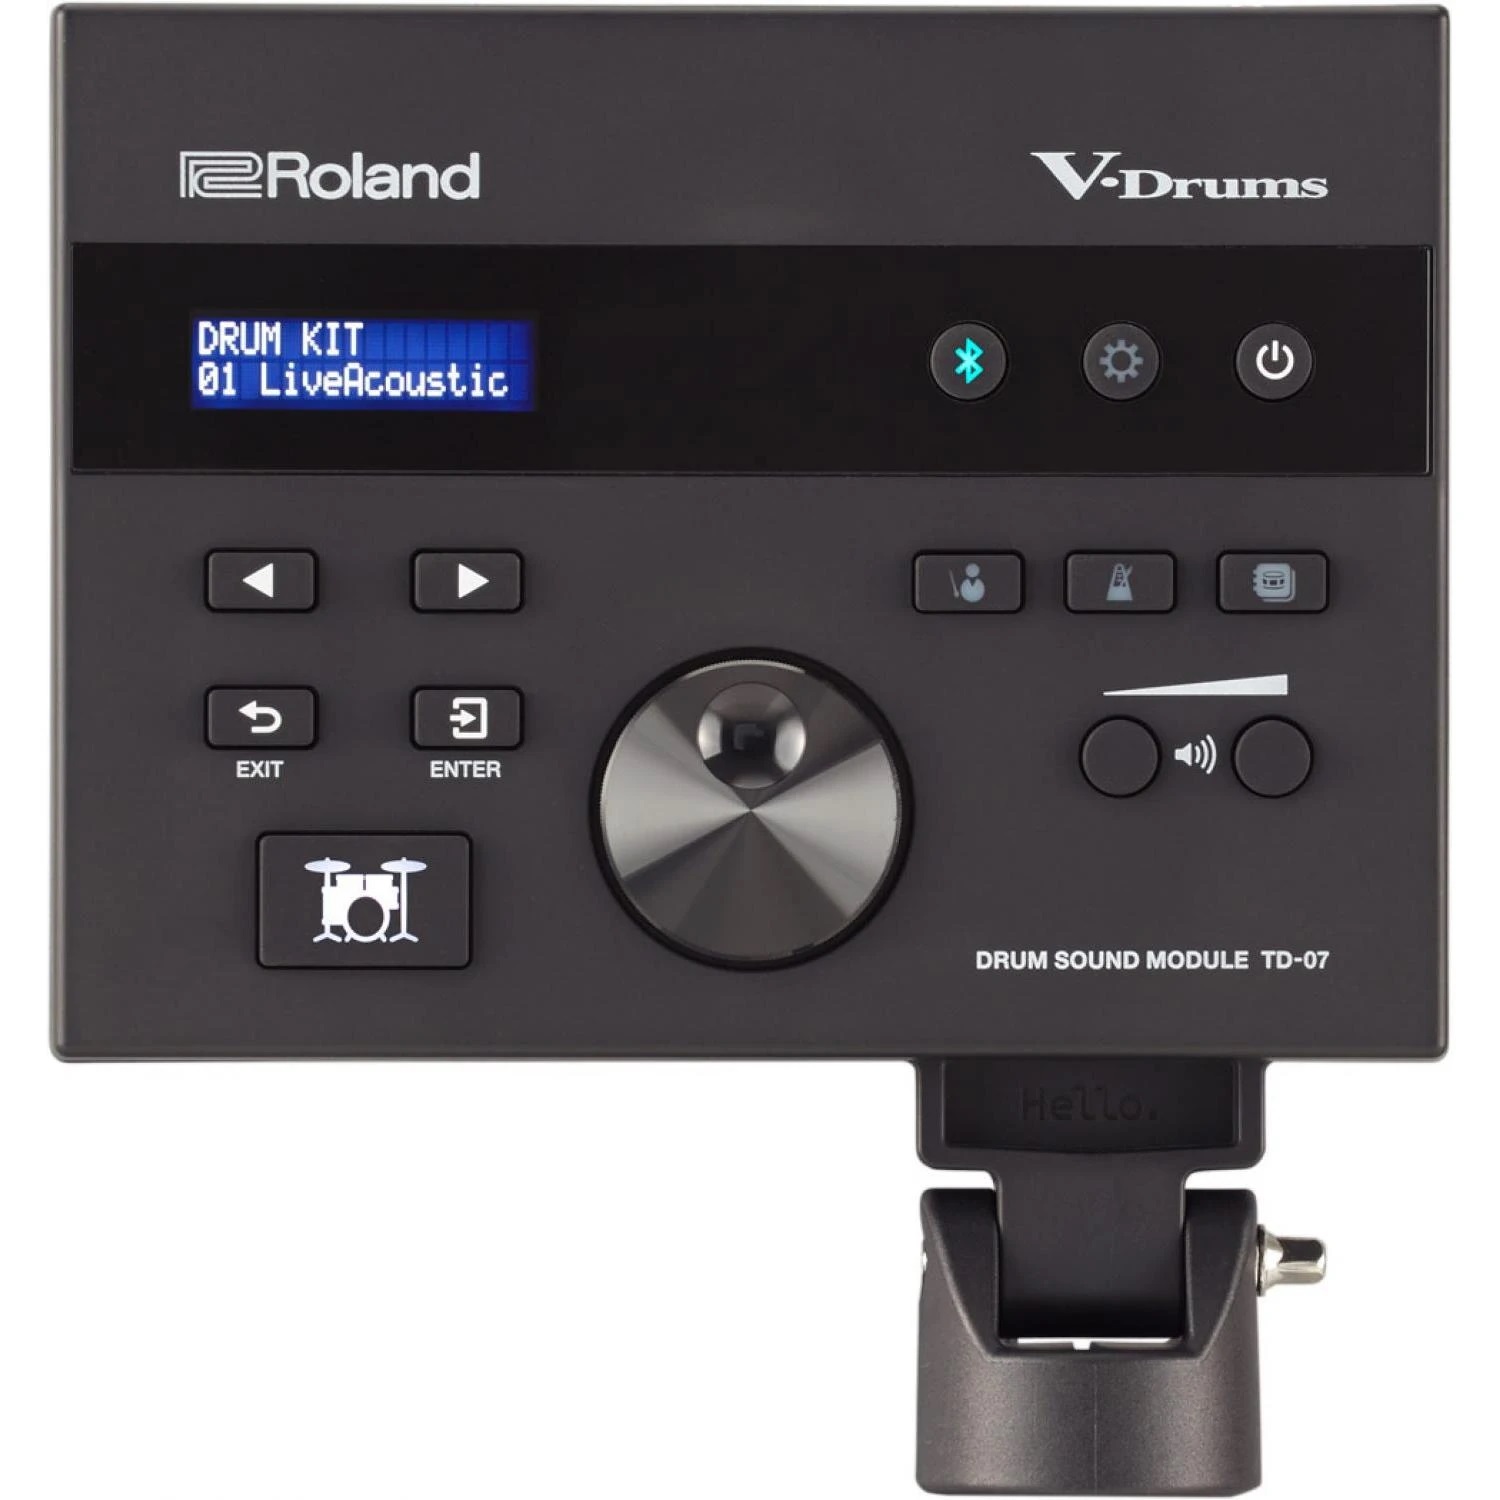 Roland
V-Drums
DRUM KIT
01 LiveAcoustic
EXIT
ENTER
DRUM SOUND MODULE TD-07
Hello.